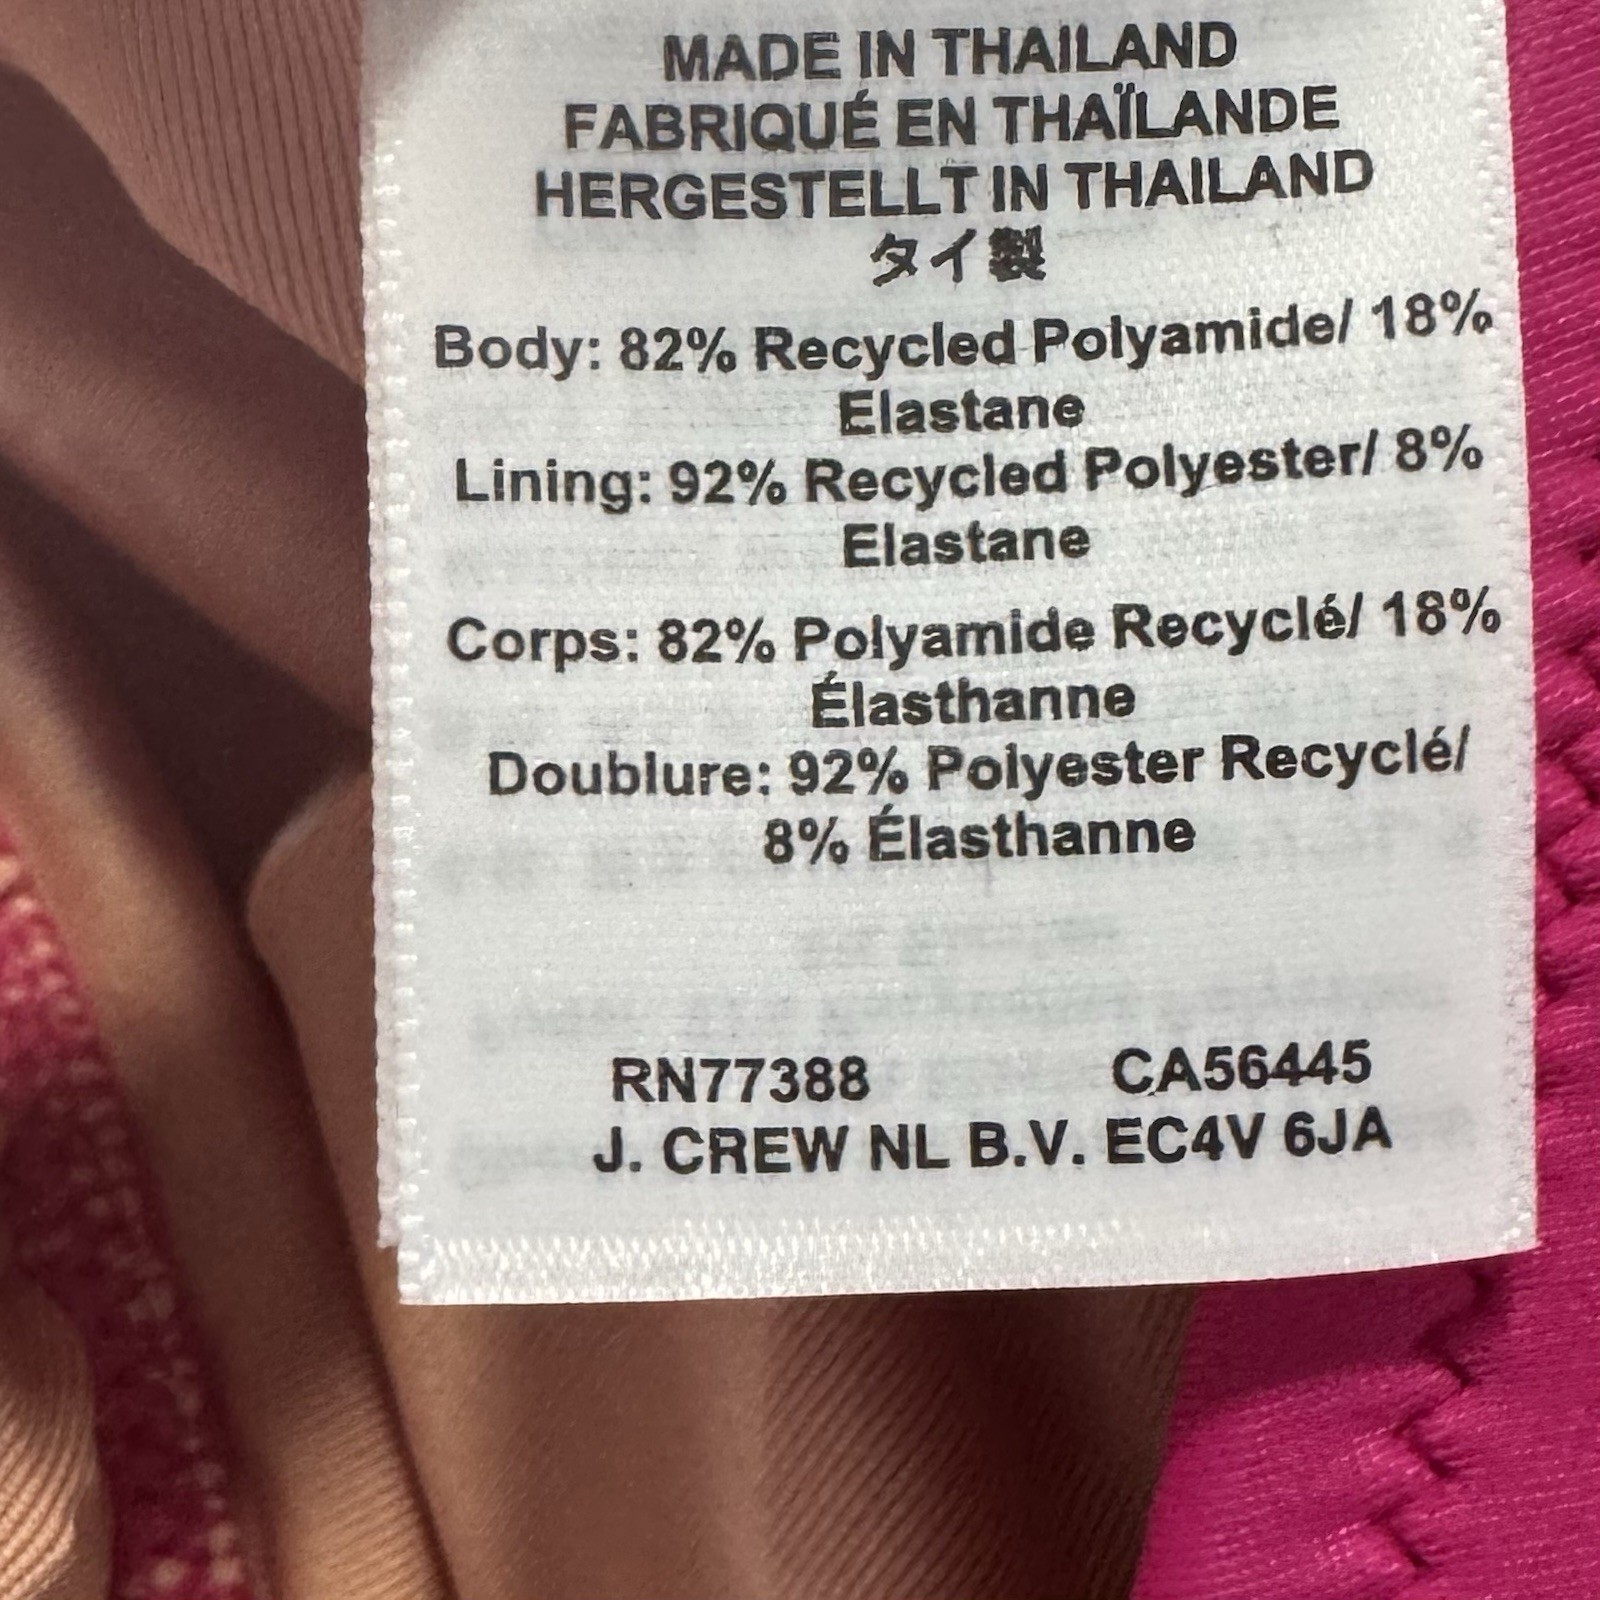 MADE IN THAILAND
FABRIQUÉ EN THAÏLANDE
HERGESTELLT IN THAILAND
タイ製
Body: 82% Recycled Polyamide/ 18%
Elastane
Lining: 92% Recycled Polyester/ 8%
Elastane
Corps: 82% Polyamide Recyclé/ 18%
Élasthanne
Doublure: 92% Polyester Recyclé/
8% Élasthanne
RN77388 CA56445
J. CREW NL B.V. EC4V 6JA